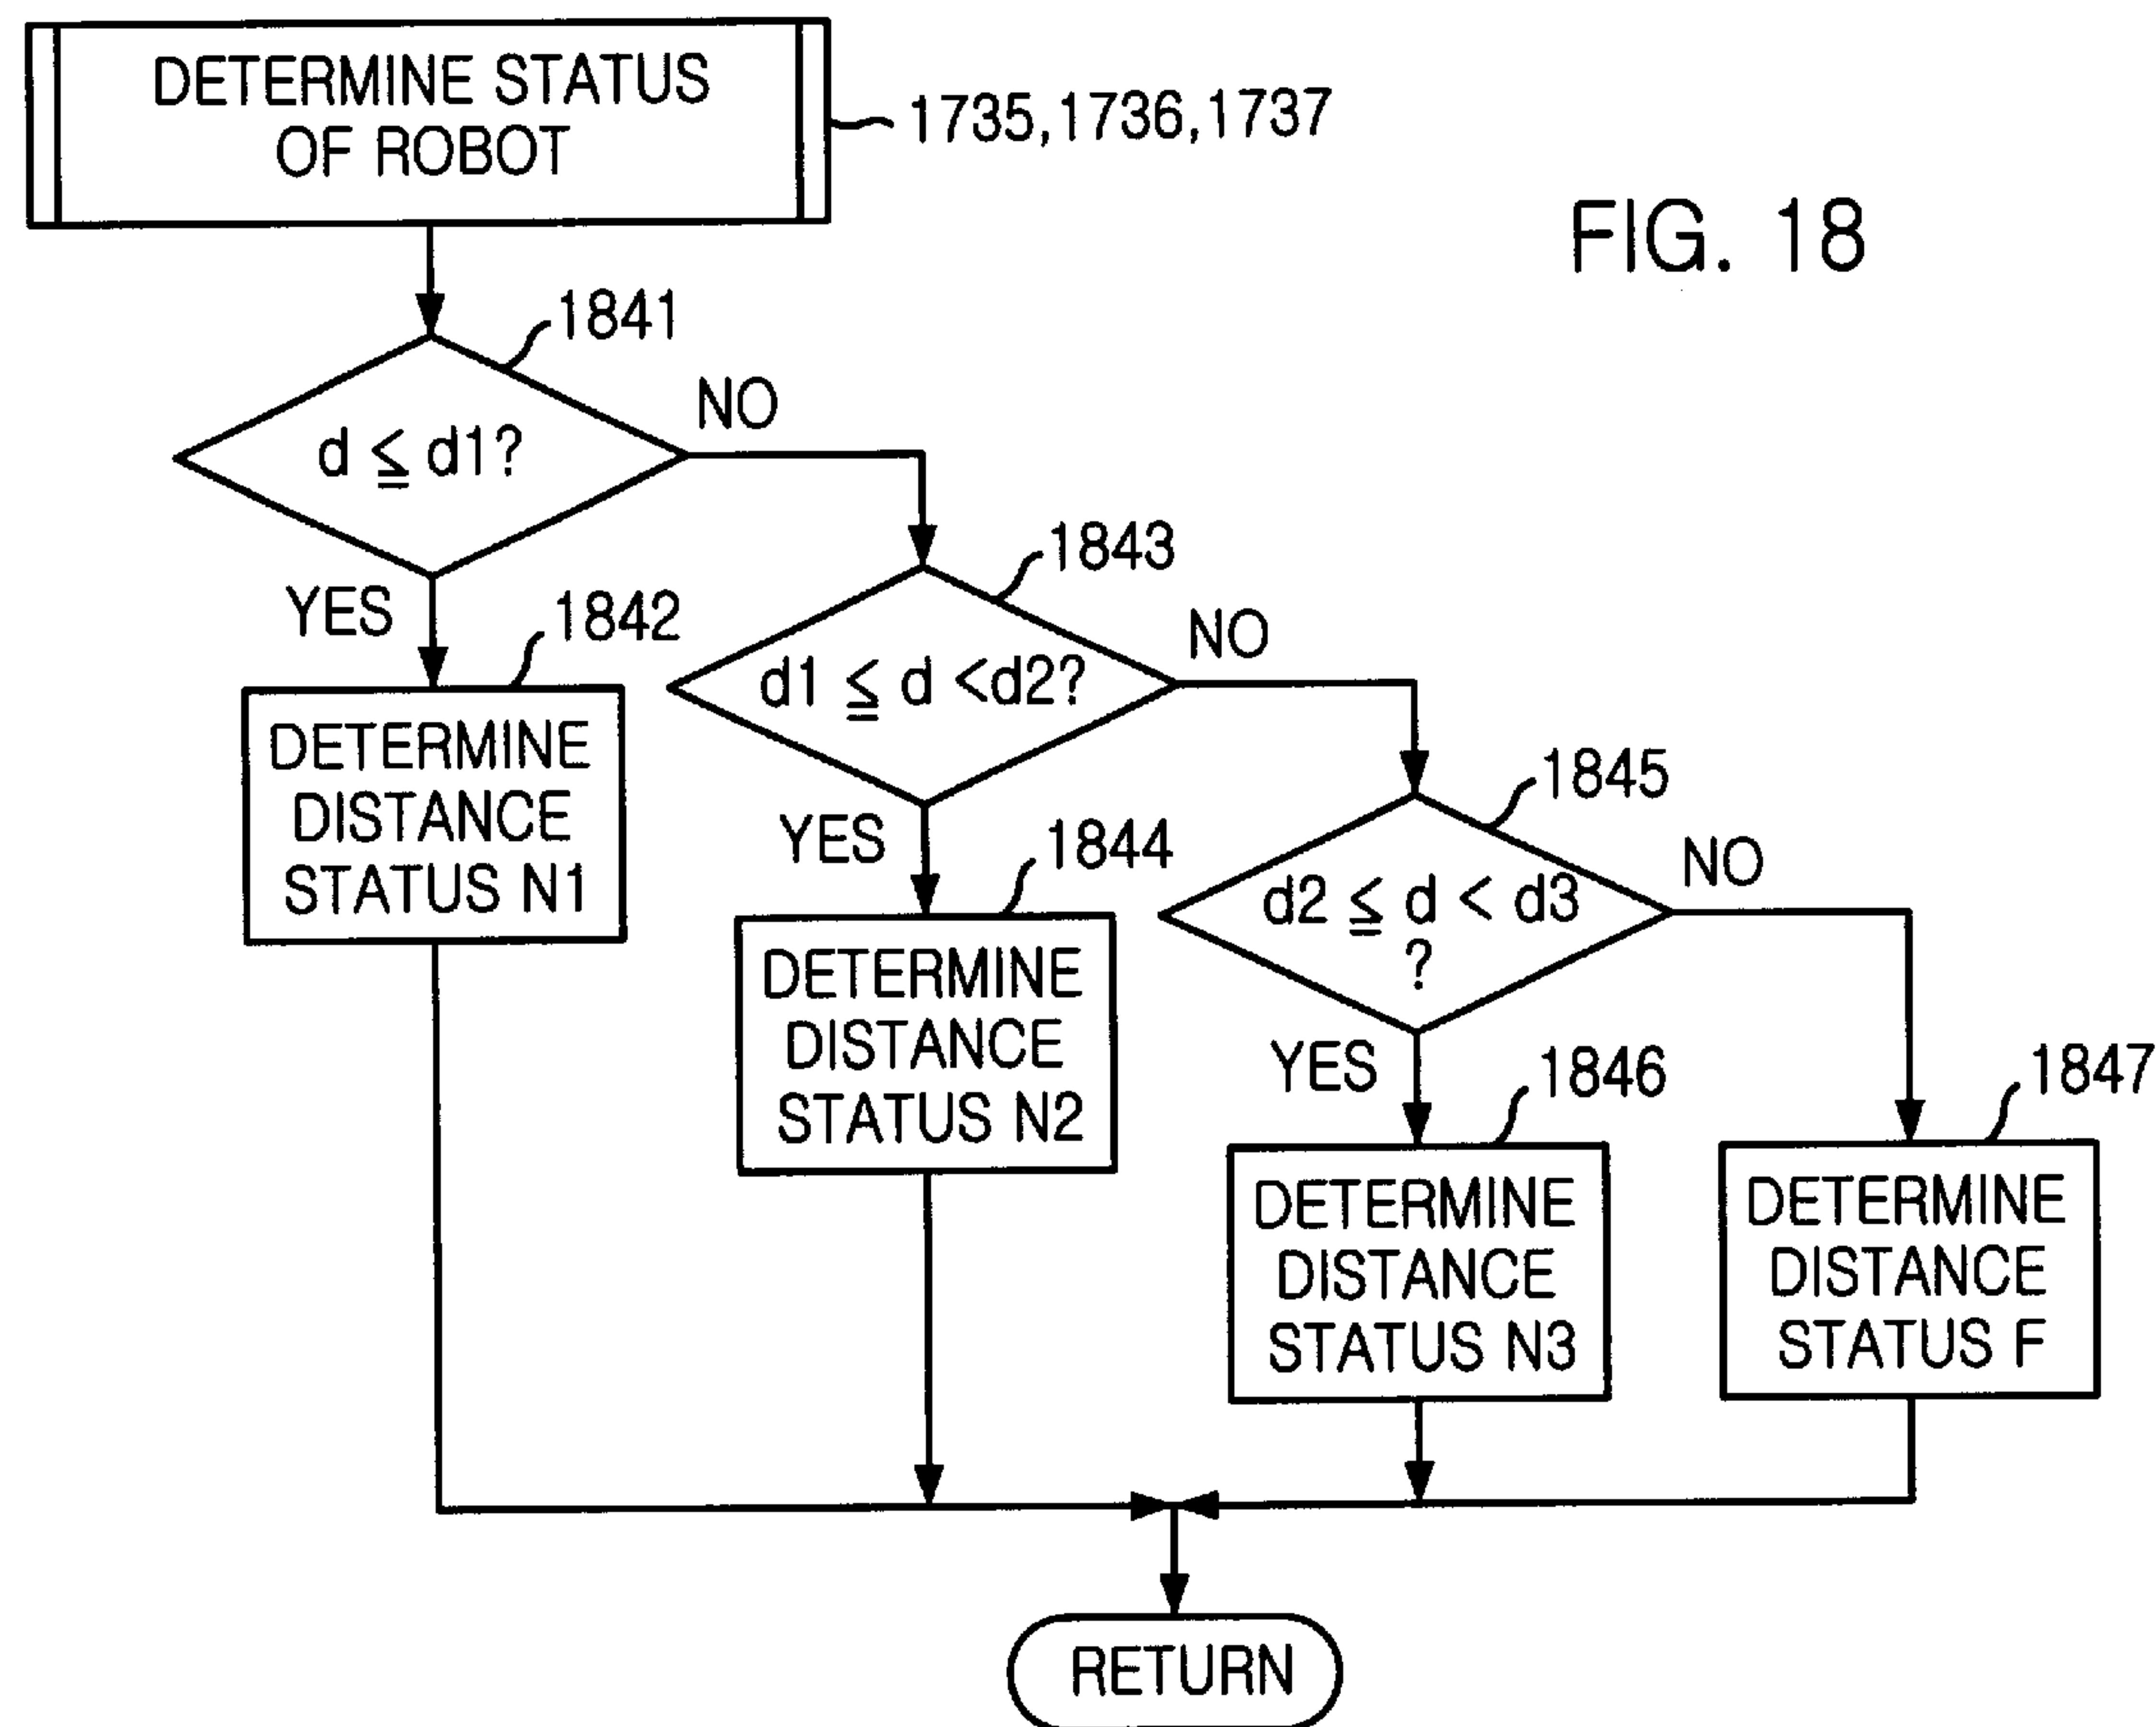 DETERMINE STATUS
OF ROBOT
1735,1736,1737
FIG. 18
1841
d ≦ d1?
NO
YES
1842
DETERMINE
DISTANCE
STATUS N1
1843
d1 ≦ d <d2?
NO
YES
1844
DETERMINE
DISTANCE
STATUS N2
1845
d2 ≦ d < d3
?
NO
YES
1846
DETERMINE
DISTANCE
STATUS N3
1847
DETERMINE
DISTANCE
STATUS F
RETURN